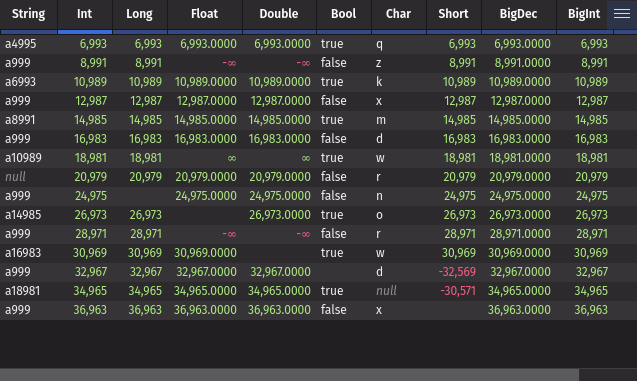 String Int Long Float Double Bool Char Short BigDec BigInt
a4995 6,993 6,993 6,993.0000 6,993.0000 true q 6,993 6,993.0000 6,993
a999 8,991 8,991 -∞ -∞ false z 8,991 8,991.0000 8,991
a6993 10,989 10,989 10,989.0000 10,989.0000 true k 10,989 10,989.0000 10,989
a999 12,987 12,987 12,987.0000 12,987.0000 false x 12,987 12,987.0000 12,987
a8991 14,985 14,985 14,985.0000 14,985.0000 true m 14,985 14,985.0000 14,985
a999 16,983 16,983 16,983.0000 16,983.0000 false d 16,983 16,983.0000 16,983
a10989 18,981 18,981 ∞ ∞ true w 18,981 18,981.0000 18,981
null 20,979 20,979 20,979.0000 20,979.0000 false r 20,979 20,979.0000 20,979
a999 24,975 24,975.0000 24,975.0000 false n 24,975 24,975.0000 24,975
a14985 26,973 26,973 26,973.0000 true o 26,973 26,973.0000 26,973
a999 28,971 28,971 -∞ -∞ false r 28,971 28,971.0000 28,971
a16983 30,969 30,969 30,969.0000 true w 30,969 30,969.0000 30,969
a999 32,967 32,967 32,967.0000 32,967.0000 d -32,569 32,967.0000 32,967
a18981 34,965 34,965 34,965.0000 34,965.0000 true null -30,571 34,965.0000 34,965
a999 36,963 36,963 36,963.0000 36,963.0000 false x 36,963.0000 36,963